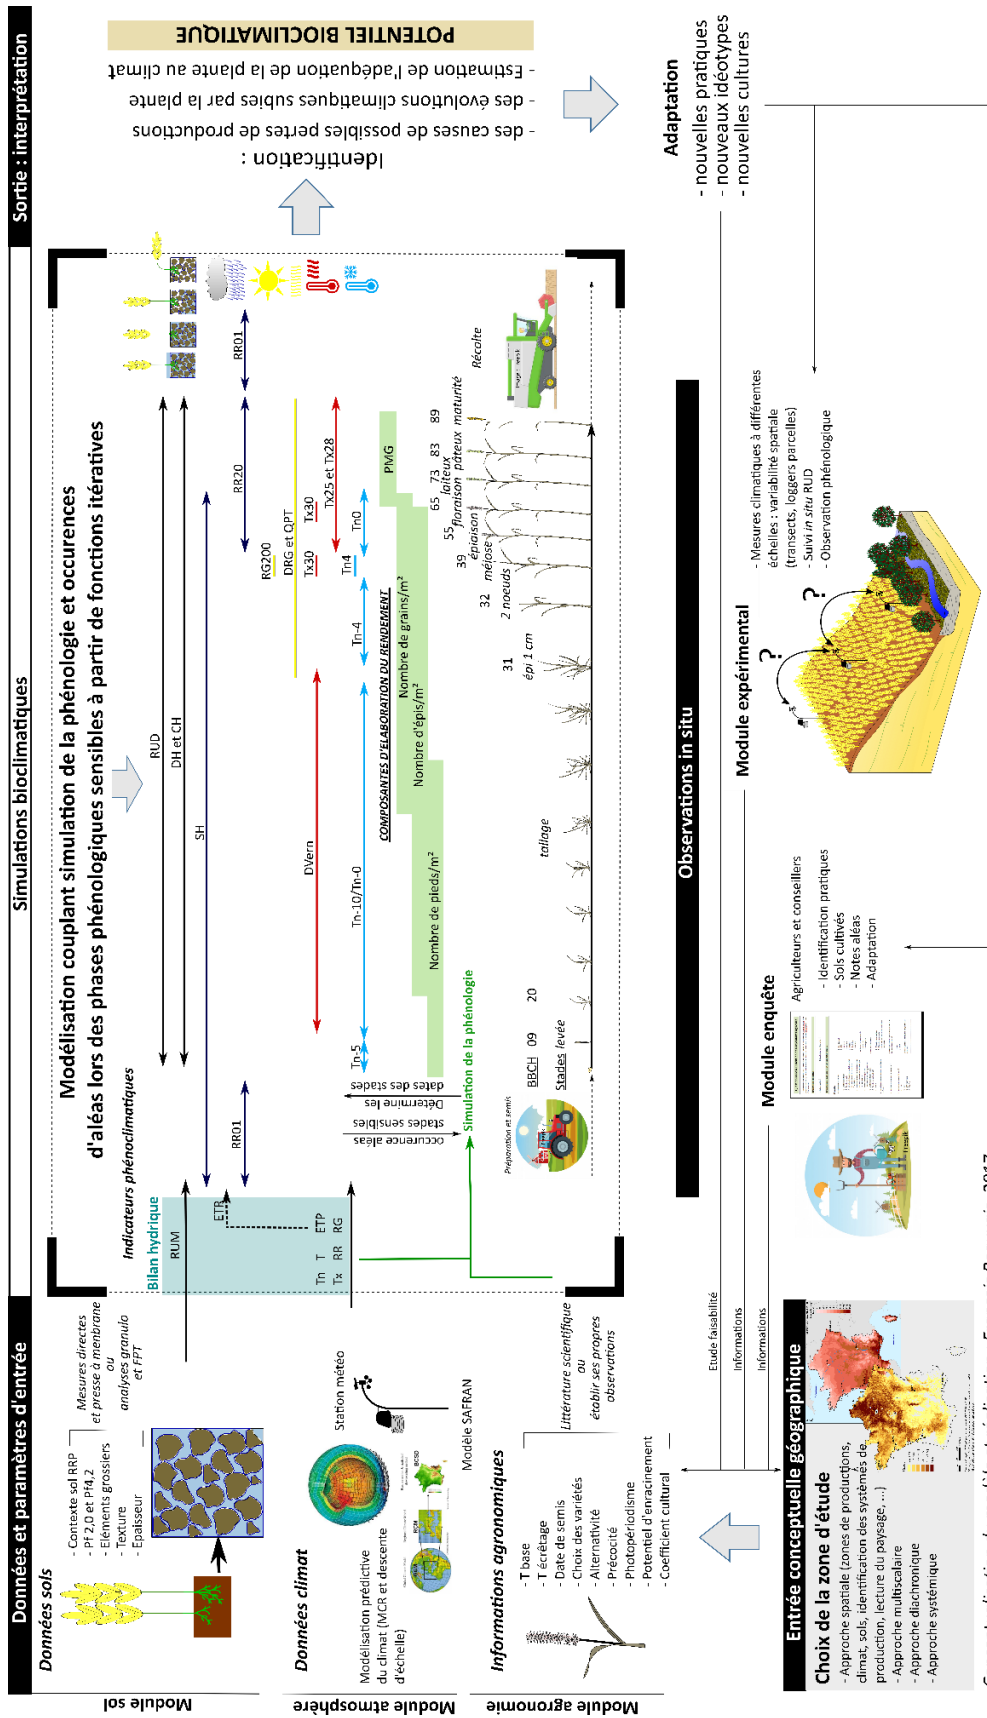 Données et paramètres d'entrée
Simulations bioclimatiques
Sortie : interprétation
Module sol
Données sols
- Contexte sol RRP
- Pf 2,0 et Pf4,2
- Eléments grossiers
- Texture
- Epaisseur
Mesures directes
et presse à menbrane
ou
analyses granulo
et FPT
Module atmosphère
Données climat
Modélisation prédictive
du climat (MCR et descente
d'échelle)
Station météo
Modèle SAFRAN
Module agronomie
Informations agronomiques
- T base
- T écrêtage
- Date de semis
- Choix des variétés
- Alternativité
- Précocité
- Photopériodisme
- Potentiel d'enracinement
- Coefficient cultural
Littérature scientifique
ou
établir ses propres
observations
Modélisation couplant simulation de la phénologie et occurences
d'aléas lors des phases phénologiques sensibles à partir de fonctions itératives
Indicateurs phénoclimatiques
Bilan hydrique
RUM
ETR
Tn T ETP
Tx RR RG
RUD
DH et CH
SH
RR01
RR20
RR01
RG200
DRG et QPT
DVern
Tx30
Tx30
Tx25 et Tx28
Tn-5
Tn-10/Tn-0
Tn-4
Tn4
Tn0
COMPOSANTES D'ELABORATION DU RENDEMENT
PMG
Nombre de grains/m²
Nombre d'épis/m²
Nombre de pieds/m²
occurence aléas
stades sensibles
Détermine les
dates des stades
Simulation de la phénologie
Préparation et semis
BBCH 09 20 31 32 39 55 65 73 83 89
Stades levée tallage épi 1 cm 2 noeuds méiose épiaison floraison laiteux pâteux maturité
Récolte
Identification :
- des causes de possibles pertes de productions
- des évolutions climatiques subies par la plante
- Estimation de l'adéquation de la plante au climat
POTENTIEL BIOCLIMATIQUE
Adaptation
- nouvelles pratiques
- nouveaux idéotypes
- nouvelles cultures
Observations in situ
Etude faisabilité
Informations
Informations
Module enquête
Agriculteurs et conseillers
- Identification pratiques
- Sols cultivés
- Notes aléas
- Adaptation
Module expérimental
- Mesures climatiques à différentes
échelles : variabilité spatiale
(transects, loggers parcelles)
- Suivi in situ RUD
- Observation phénologique
?
?
Entrée conceptuelle géographique
Choix de la zone d'étude
- Approche spatiale (zones de productions,
climat, sols, identification des systèmes de
production, lecture du paysage, ...)
- Approche multiscalaire
- Approche diachronique
- Approche systémique